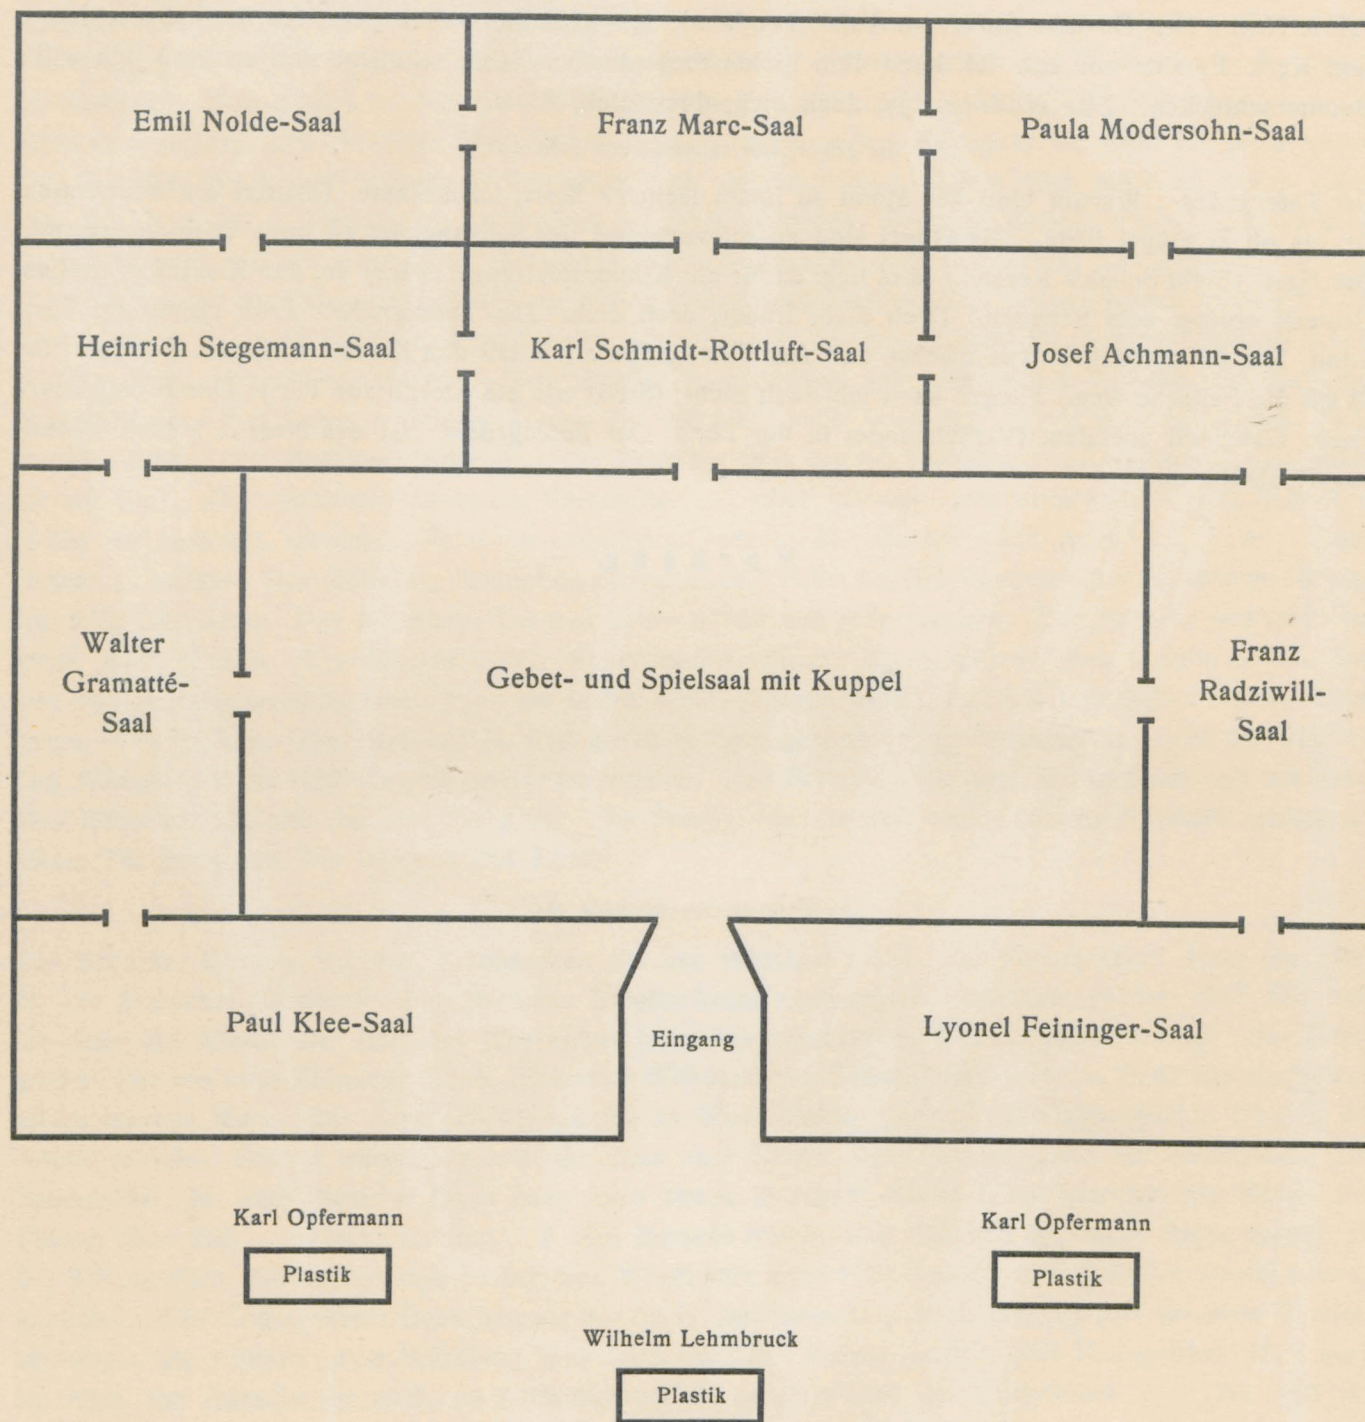 Emil Nolde-Saal
Franz Marc-Saal
Paula Modersohn-Saal
Heinrich Stegemann-Saal
Karl Schmidt-Rottluft-Saal
Josef Achmann-Saal
Walter
Gramatté-
Saal
Gebet- und Spielsaal mit Kuppel
Franz
Radziwill-
Saal
Paul Klee-Saal
Eingang
Lyonel Feininger-Saal
Karl Opfermann
Plastik
Karl Opfermann
Plastik
Wilhelm Lehmbruck
Plastik